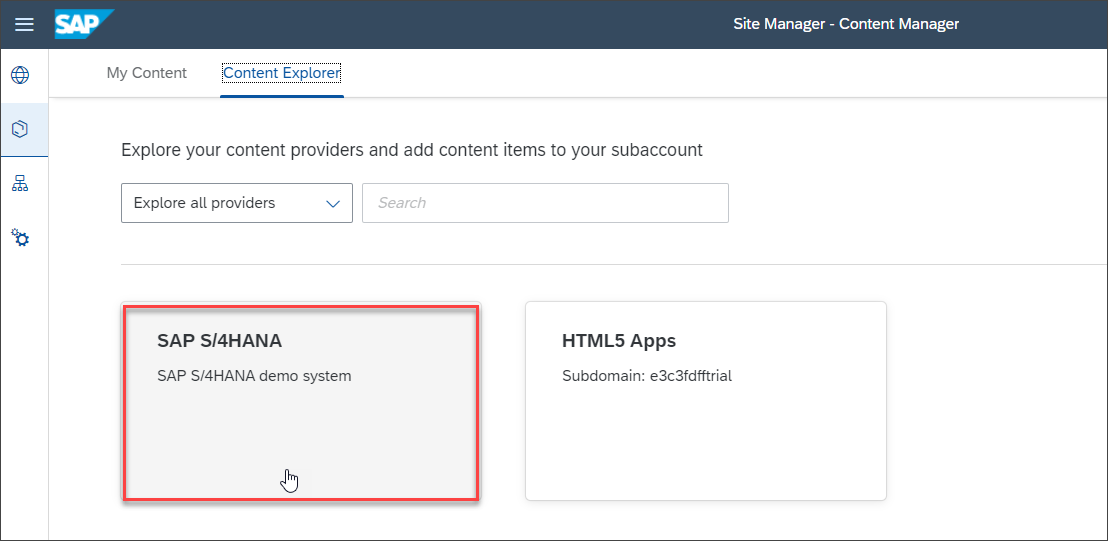 SAP
Site Manager - Content Manager
My Content
Content Explorer
Explore your content providers and add content items to your subaccount
Explore all providers
Search
SAP S/4HANA
SAP S/4HANA demo system
HTML5 Apps
Subdomain: e3c3fdfftrial